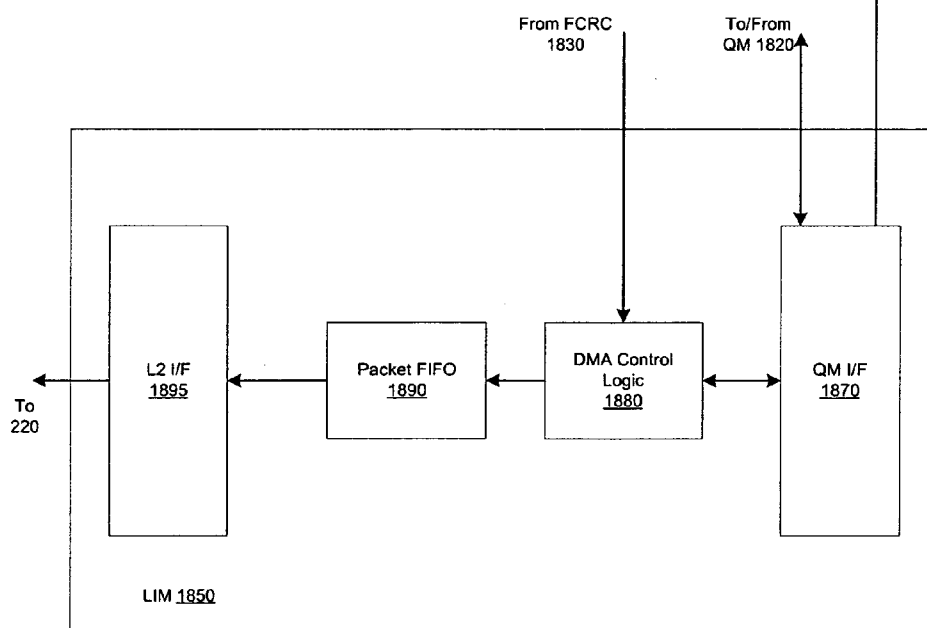 From FCRC
1830
To/From
QM 1820
L2 I/F
1895
Packet FIFO
1890
DMA Control
Logic
1880
QM I/F
1870
To
220
LIM 1850